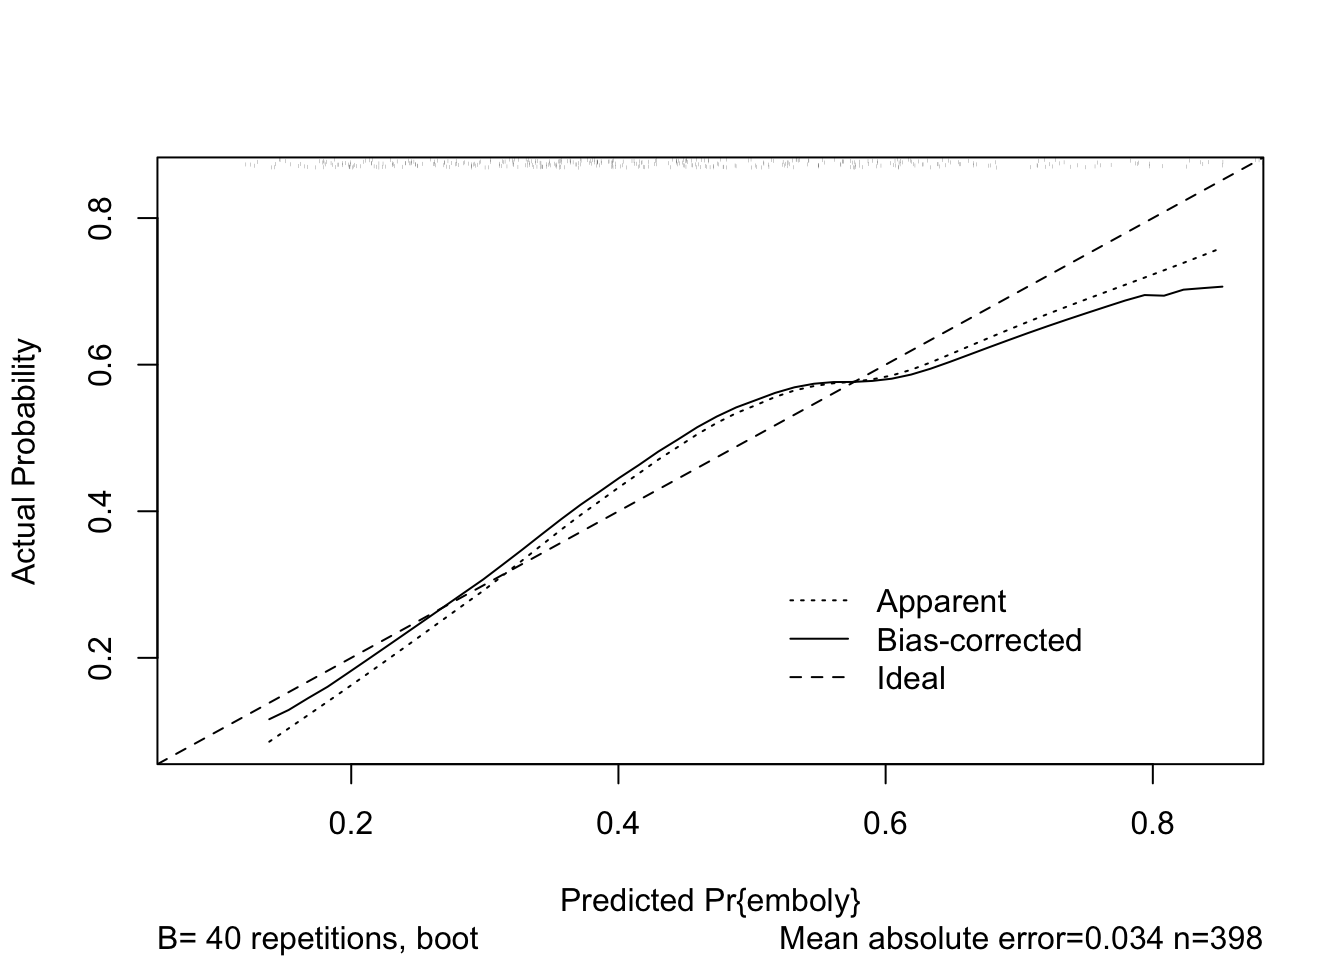 Actual Probability
0.8
0.6
0.4
0.2
Apparent
Bias-corrected
Ideal
0.2 0.4 0.6 0.8
Predicted Pr{emboly}
B= 40 repetitions, boot
Mean absolute error=0.034 n=398